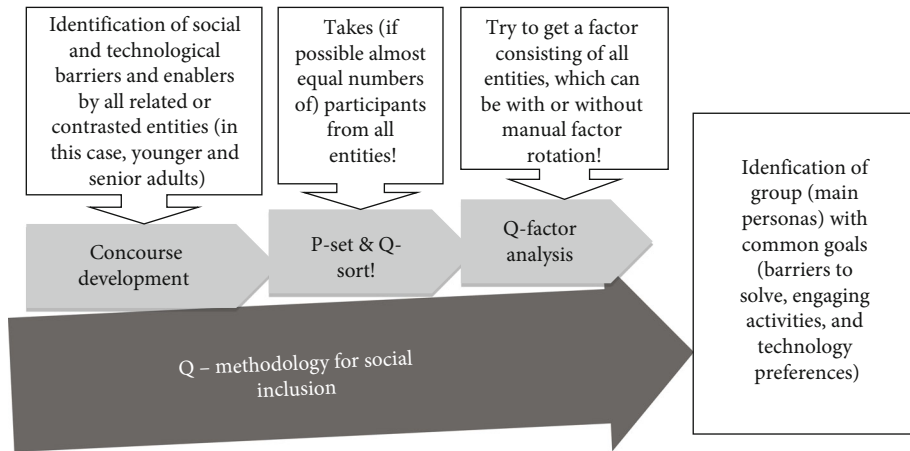 Identification of social
and technological
barriers and enablers
by all related or
contrasted entities (in
this case, younger and
senior adults)
Takes (if
possible almost
equal numbers
of) participants
from all
entities!
Try to get a factor
consisting of all
entities, which can
be with or without
manual factor
rotation!
Concourse
development
P-set & Q-
sort!
Q-factor
analysis
Q – methodology for social
inclusion
Idenfication of
group (main
personas) with
common goals
(barriers to
solve, engaging
activities, and
technology
preferences)